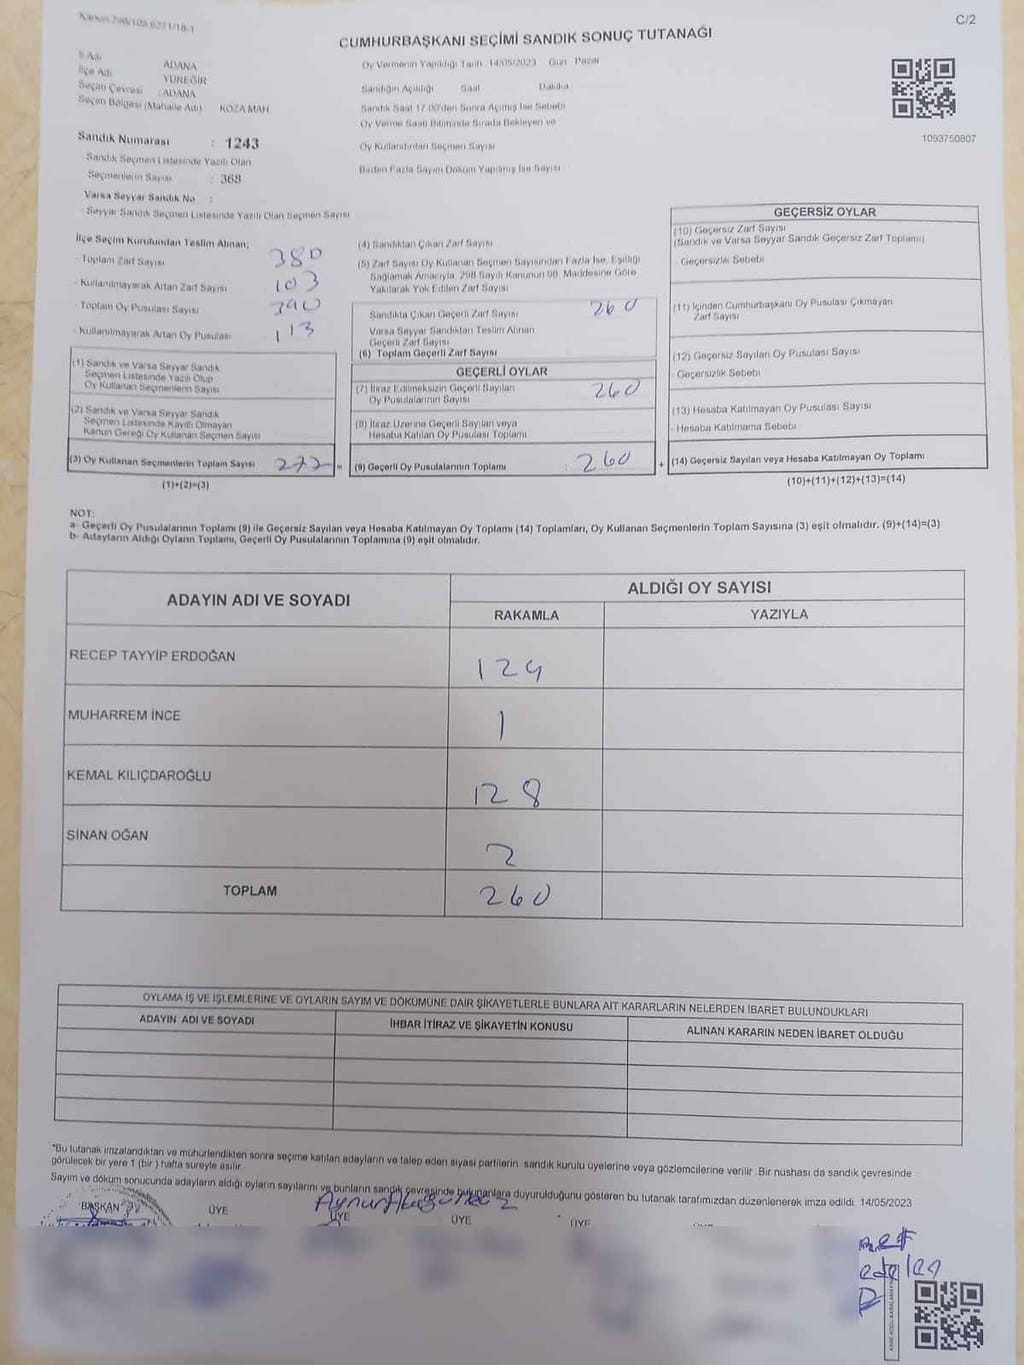 C/2
CUMHURBAŞKANI SEÇİMİ SANDIK SONUÇ TUTANAĞI
İl Adı ADANA
İlçe Adı YÜREĞİR
Seçim Çevresi : ADANA
Seçim Bölgesi (Mahalle Adı) KOZA MAH
Sandık Numarası : 1243
Sandık Seçmen Listesinde Yazılı Olan
Seçmenlerin Sayısı : 368
Varsa Seyyar Sandık No :
- Seyyar Sandık Seçmen Listesinde Yazılı Olan Seçmen Sayısı
Oy Vermenin Yapıldığı Tarih 14/05/2023 Gün Pazar
Sandığın Açıldığı Saat Dakika
Sandık Saat 17.00'den Sonra Açmış İse Sebebi
Oy Verme Saati Bitiminde Sırada Bekleyen ve
Oy Kullandırılan Seçmen Sayısı
Birden Fazla Sayım Döküm Yapılmış İse Sayısı
1093750807
İlçe Seçim Kurulundan Teslim Alınan;
- Toplam Zarf Sayısı 380
- Kullanılmayarak Artan Zarf Sayısı 103
- Toplam Oy Pusulası Sayısı 390
- Kullanılmayarak Artan Oy Pusulası 113
(1) Sandık ve Varsa Seyyar Sandık
Seçmen Listesinde Yazılı Olup
Oy Kullanan Seçmenlerin Sayısı
(2) Sandık ve Varsa Seyyar Sandık
Seçmen Listesinde Kayıtlı Olmayan
Kanun Gereği Oy Kullanan Seçmen Sayısı
(3) Oy Kullanan Seçmenlerin Toplam Sayısı 272 =
(1)+(2)=(3)
(4) Sandıktan Çıkan Zarf Sayısı
(5) Zarf Sayısı Oy Kullanan Seçmen Sayısından Fazla İse, Eşitliği
Sağlamak Amacıyla, 298 Sayılı Kanunun 98. Maddesine Göre
Yakılarak Yok Edilen Zarf Sayısı
Sandıkta Çıkan Geçerli Zarf Sayısı 260
Varsa Seyyar Sandıktan Teslim Alınan
Geçerli Zarf Sayısı
(6) Toplam Geçerli Zarf Sayısı
GEÇERLİ OYLAR
(7) İtiraz Edilmeksizin Geçerli Sayılan
Oy Pusulalarının Sayısı 260
(8) İtiraz Üzerine Geçerli Sayılan veya
Hesaba Katılan Oy Pusulası Toplamı
(9) Geçerli Oy Pusulalarının Toplamı : 260 +
GEÇERSİZ OYLAR
(10) Geçersiz Zarf Sayısı
(Sandık ve Varsa Seyyar Sandık Geçersiz Zarf Toplamı)
- Geçersizlik Sebebi
(11) İçinden Cumhurbaşkanı Oy Pusulası Çıkmayan
Zarf Sayısı
(12) Geçersiz Sayılan Oy Pusulası Sayısı
- Geçersizlik Sebebi
(13) Hesaba Katılmayan Oy Pusulası Sayısı
- Hesaba Katılmama Sebebi
(14) Geçersiz Sayılan veya Hesaba Katılmayan Oy Toplamı
(10)+(11)+(12)+(13)=(14)
NOT:
a- Geçerli Oy Pusulalarının Toplamı (9) ile Geçersiz Sayılan veya Hesaba Katılmayan Oy Toplamı (14) Toplamları, Oy Kullanan Seçmenlerin Toplam Sayısına (3) eşit olmalıdır. (9)+(14)=(3)
b- Adayların Aldığı Oyların Toplamı, Geçerli Oy Pusulalarının Toplamına (9) eşit olmalıdır.
ADAYIN ADI VE SOYADI ALDIĞI OY SAYISI
RAKAMLA YAZIYLA
RECEP TAYYİP ERDOĞAN 129
MUHARREM İNCE 1
KEMAL KILIÇDAROĞLU 128
SİNAN OĞAN 2
TOPLAM 260
OYLAMA İŞ VE İŞLEMLERİNE VE OYLARIN SAYIM VE DÖKÜMÜNE DAİR ŞİKAYETLERLE BUNLARA AİT KARARLARIN NELERDEN İBARET BULUNDUKLARI
ADAYIN ADI VE SOYADI İHBAR İTİRAZ VE ŞİKAYETİN KONUSU ALINAN KARARIN NEDEN İBARET OLDUĞU
*Bu tutanak imzalandıktan ve mühürlendikten sonra seçime katılan adayların ve talep eden siyasi partilerin sandık kurulu üyelerine veya gözlemcilerine verilir. Bir nüshası da sandık çevresinde
görülecek bir yere 1 (bir) hafta süreyle asılır
Sayım ve döküm sonucunda adayların aldığı oyların sayılarını ve bunların sandık çevresinde bulunanlara duyurulduğunu gösteren bu tutanak tarafımızdan düzenlenerek imza edildi. 14/05/2023
BAŞKAN ÜYE ÜYE ÜYE ÜYE